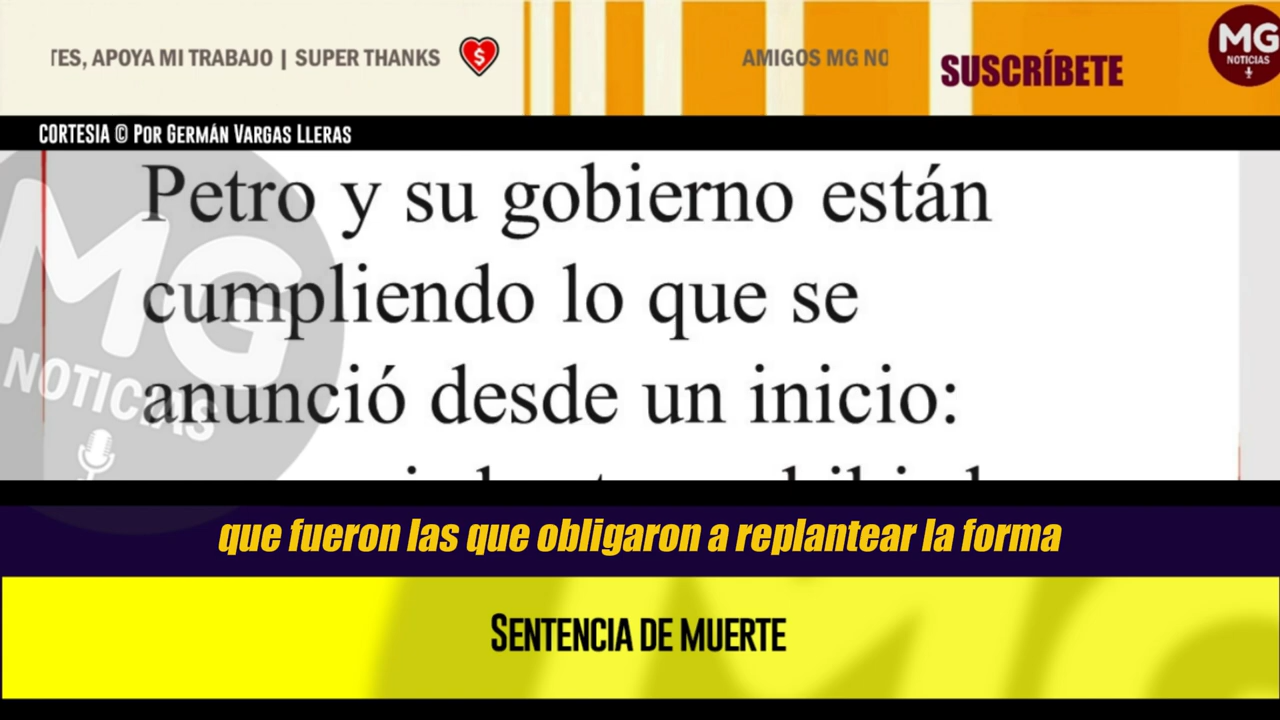 APOYA MI TRABAJO | SUPER THANKS
$
AMIGOS MG
SUSCRÍBETE
MG
NOTICIAS
CORTESIA © POR GERMÁN VARGAS LLERAS
Petro y su gobierno están
cumpliendo lo que se
anunció desde un inicio:
MG
NOTICIAS
que fueron las que obligaron a replantear la forma
SENTENCIA DE MUERTE